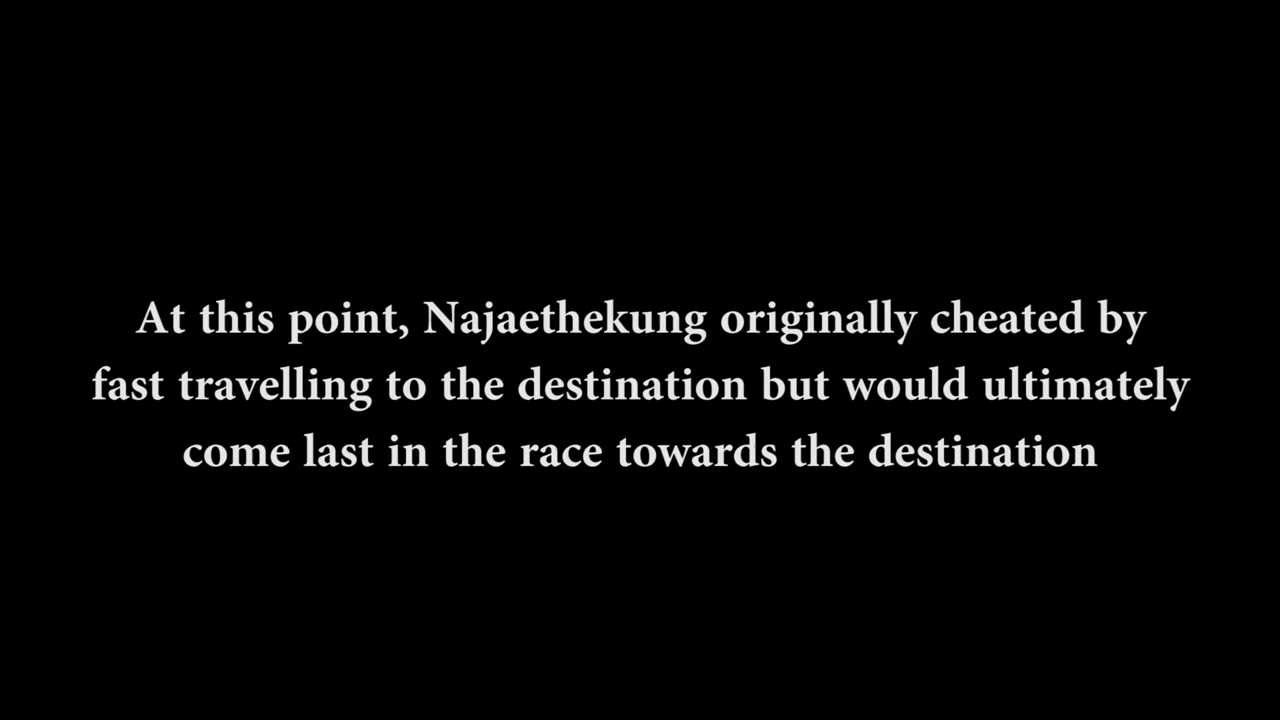 At this point, Najaethekung originally cheated by
fast travelling to the destination but would ultimately
come last in the race towards the destination